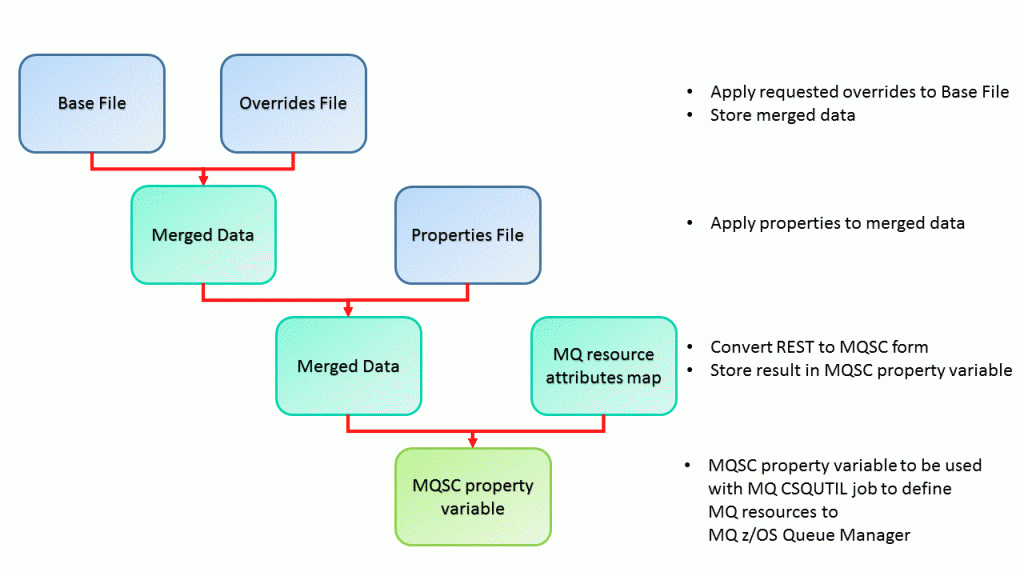 Base File
Overrides File
• Apply requested overrides to Base File
• Store merged data
Merged Data
Properties File
• Apply properties to merged data
Merged Data
MQ resource
attributes map
• Convert REST to MQSC form
• Store result in MQSC property variable
MQSC property
variable
• MQSC property variable to be used
with MQ CSQUTIL job to define
MQ resources to
MQ z/OS Queue Manager